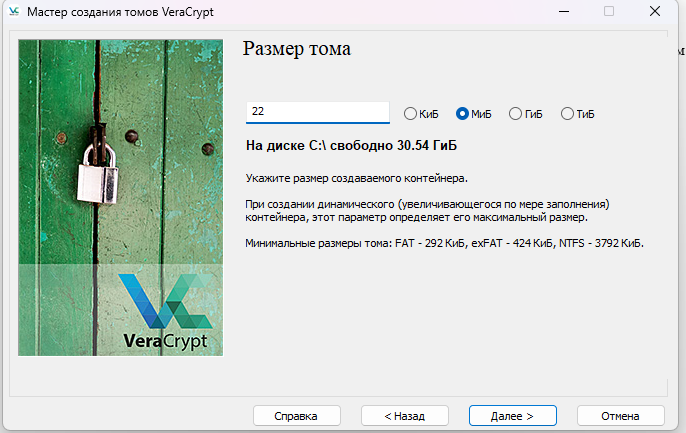 Мастер создания томов VeraCrypt
Размер тома
22
КиБ
МиБ
ГиБ
ТиБ
На диске C:\ свободно 30.54 ГиБ
Укажите размер создаваемого контейнера.
При создании динамического (увеличивающегося по мере заполнения)
контейнера, этот параметр определяет его максимальный размер.
Минимальные размеры тома: FAT - 292 КиБ, exFAT - 424 КиБ, NTFS - 3792 КиБ.
VeraCrypt
Справка
< Назад
Далее >
Отмена